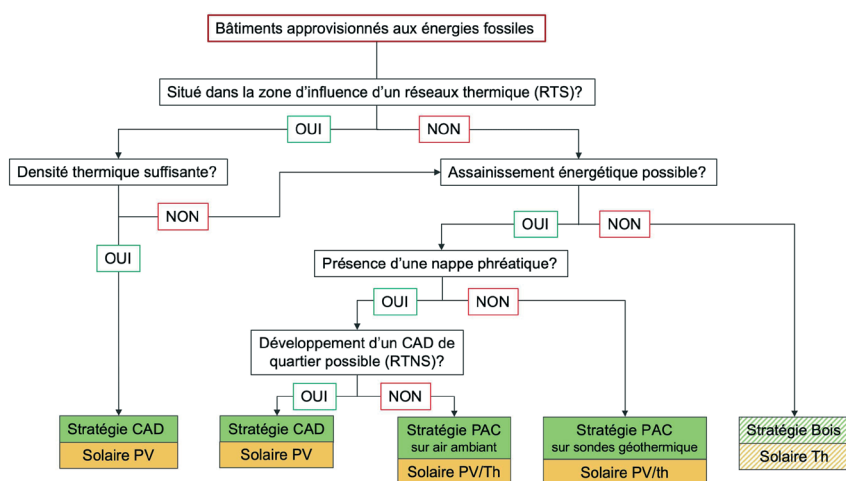 Bâtiments approvisionnés aux énergies fossiles
Situé dans la zone d'influence d'un réseaux thermique (RTS)?
OUI
NON
Densité thermique suffisante?
Assainissement énergétique possible?
NON
OUI
NON
OUI
Présence d'une nappe phréatique?
OUI
NON
Développement d'un CAD de
quartier possible (RTNS)?
OUI
NON
Stratégie CAD
Solaire PV
Stratégie CAD
Solaire PV
Stratégie PAC
sur air ambiant
Solaire PV/Th
Stratégie PAC
sur sondes géothermique
Solaire PV/th
Stratégie Bois
Solaire Th